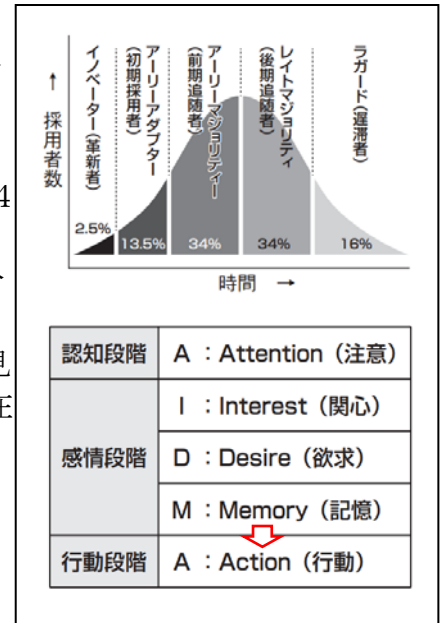 ↑
採用者数
イノベーター(革新者)
アーリーアダプター
(初期採用者)
アーリーマジョリティー
(前期追随者)
レイトマジョリティ
(後期追随者)
ラガード(遅滞者)
2.5%
13.5%
34%
34%
16%
時間 →
4
認知段階 A:Attention(注意)
感情段階
I:Interest(関心)
D:Desire(欲求)
M:Memory(記憶)
行動段階 A:Action(行動)